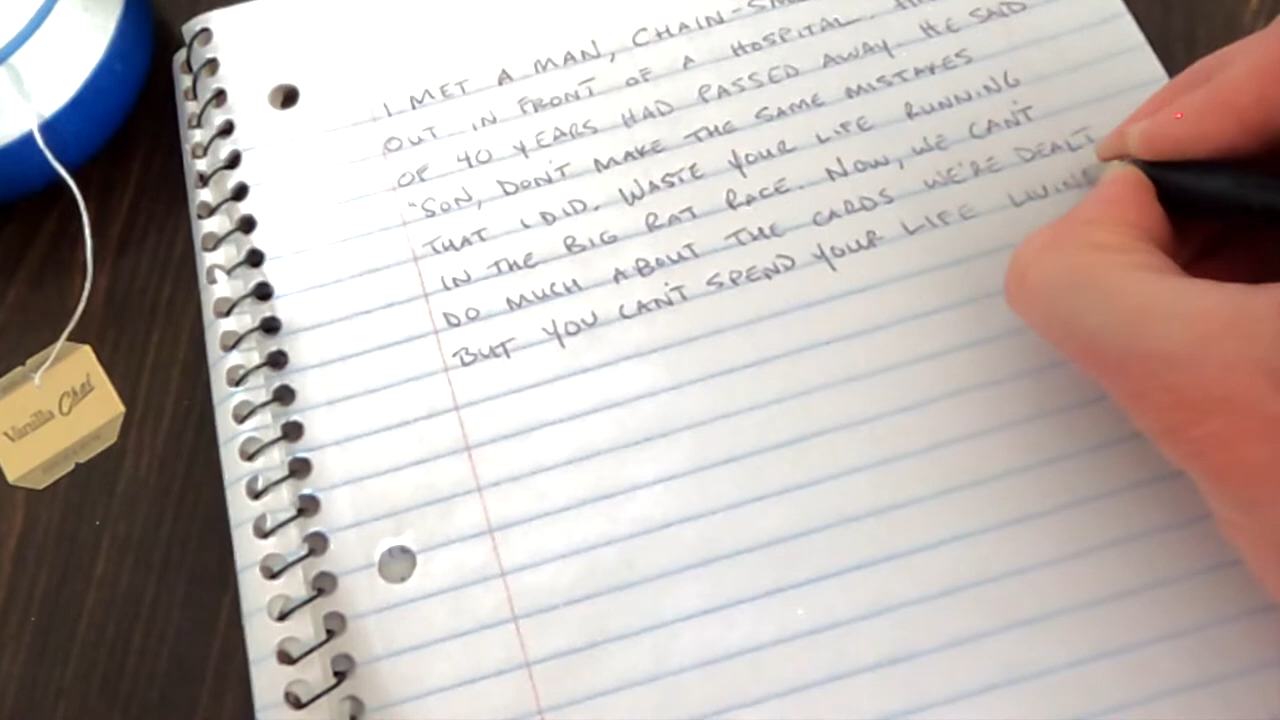 I MET A MAN, CHAIN-
OUT IN FRONT OF A HOSPITAL.
OF 40 YEARS HAD PASSED AWAY. HE SAID
"SON, DON'T MAKE THE SAME MISTAKES
THAT I DID. WASTE YOUR LIFE RUNNING
IN THE BIG RAT RACE. NOW, WE CAN'T
DO MUCH ABOUT THE CARDS WE'RE DEALT
BUT YOU CAN'T SPEND YOUR LIFE LIVING
Vanilla Chai